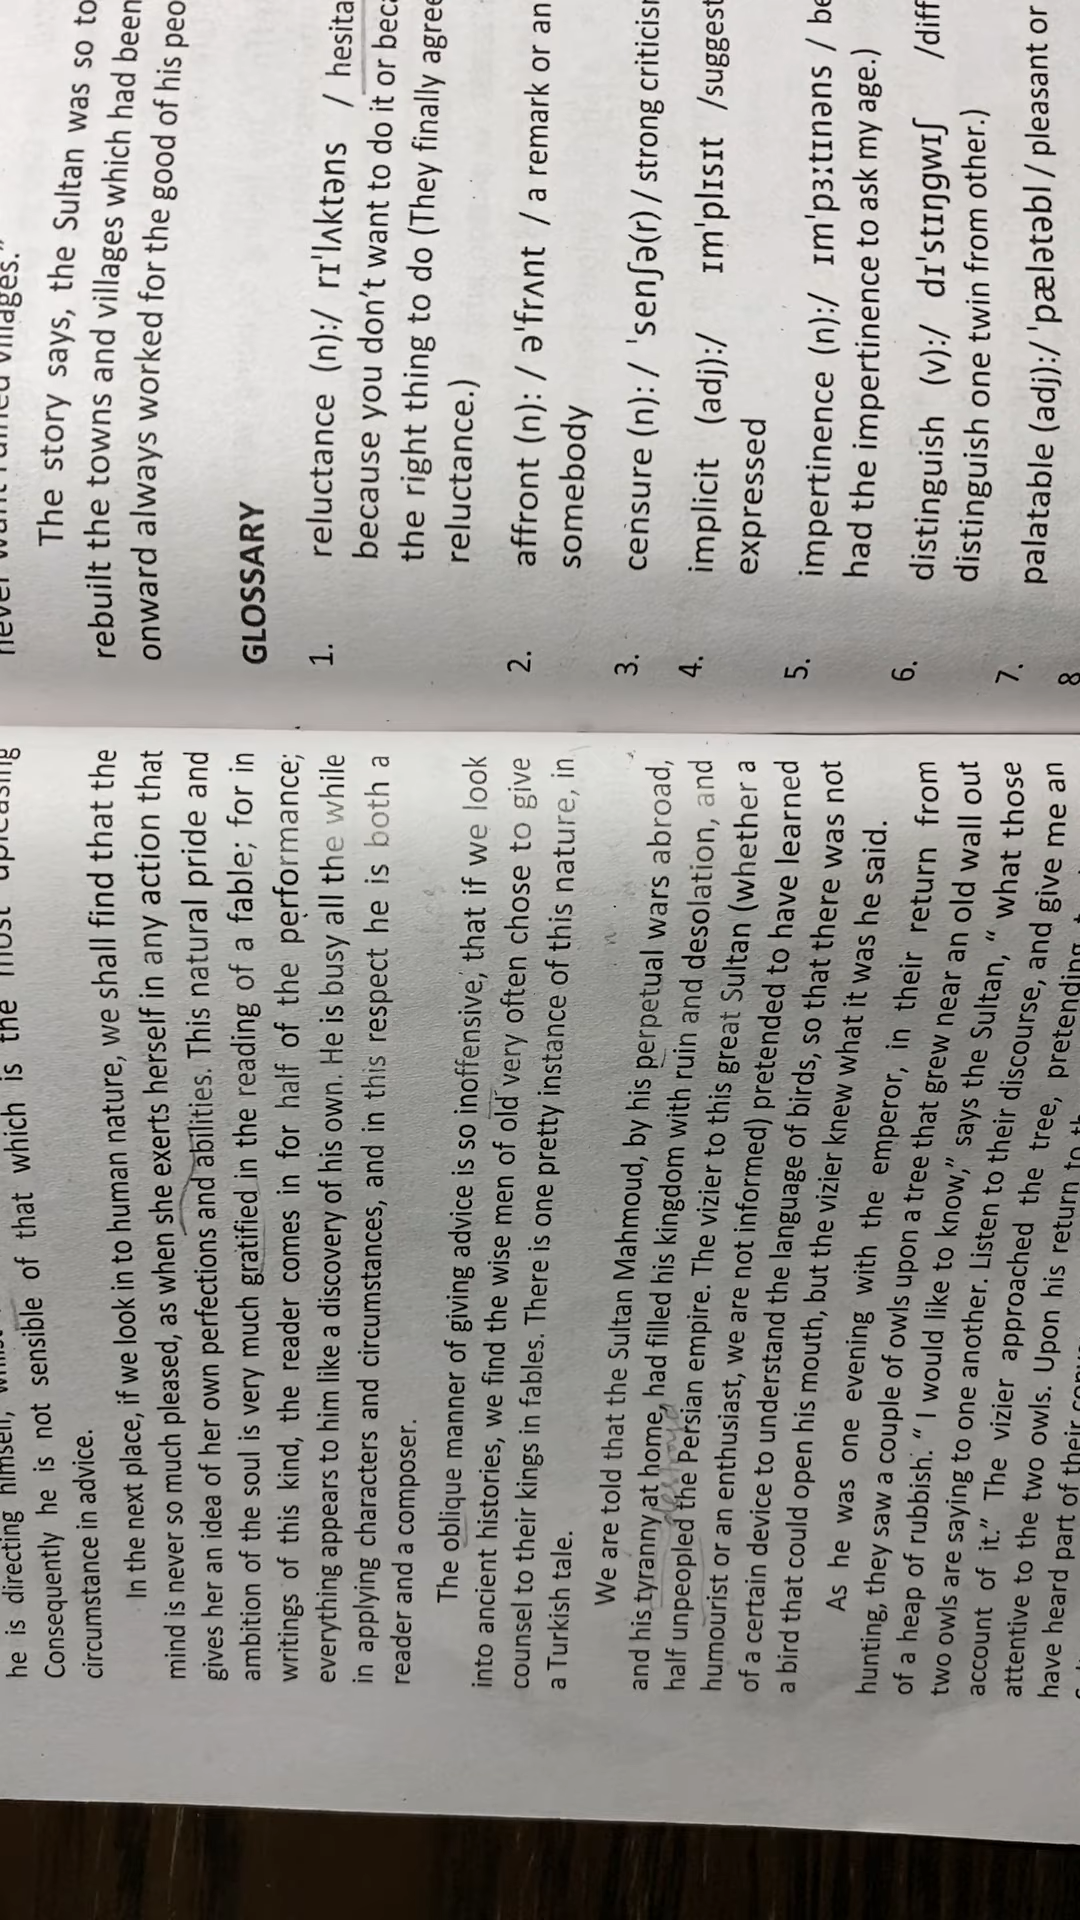 he is directing himself,
Consequently he is not sensible of that which is the most upleasing
circumstance in advice.
In the next place, if we look in to human nature, we shall find that the
mind is never so much pleased, as when she exerts herself in any action that
gives her an idea of her own perfections and abilities. This natural pride and
ambition of the soul is very much gratified in the reading of a fable; for in
writings of this kind, the reader comes in for half of the performance;
everything appears to him like a discovery of his own. He is busy all the while
in applying characters and circumstances, and in this respect he is both a
reader and a composer.
The oblique manner of giving advice is so inoffensive, that if we look
into ancient histories, we find the wise men of old very often chose to give
counsel to their kings in fables. There is one pretty instance of this nature, in
a Turkish tale.
We are told that the Sultan Mahmoud, by his perpetual wars abroad,
and his tyranny at home, had filled his kingdom with ruin and desolation, and
half unpeopled the Persian empire. The vizier to this great Sultan (whether a
humourist or an enthusiast, we are not informed) pretended to have learned
of a certain device to understand the language of birds, so that there was not
a bird that could open his mouth, but the vizier knew what it was he said.
As he was one evening with the emperor, in their return from
hunting, they saw a couple of owls upon a tree that grew near an old wall out
of a heap of rubbish. “ I would like to know,” says the Sultan, “ what those
two owls are saying to one another. Listen to their discourse, and give me an
account of it.” The vizier approached the tree, pretending
attentive to the two owls. Upon his return to
have heard part of their
villages.”
The story says, the Sultan was so to
rebuilt the towns and villages which had been
onward always worked for the good of his peo
GLOSSARY
1. reluctance (n):/ rɪˈlʌktəns / hesita
because you don’t want to do it or beca
the right thing to do (They finally agree
reluctance.)
2. affront (n): / əˈfrʌnt / a remark or an
somebody
3. censure (n): / ˈsenʃə(r) / strong criticism
4. implicit (adj):/ ɪmˈplɪsɪt /suggest
expressed
5. impertinence (n):/ ɪmˈpɜːtɪnəns / be
had the impertinence to ask my age.)
6. distinguish (v):/ dɪˈstɪŋgwɪʃ /diff
distinguish one twin from other.)
7. palatable (adj):/ ˈpælətəbl / pleasant or
8